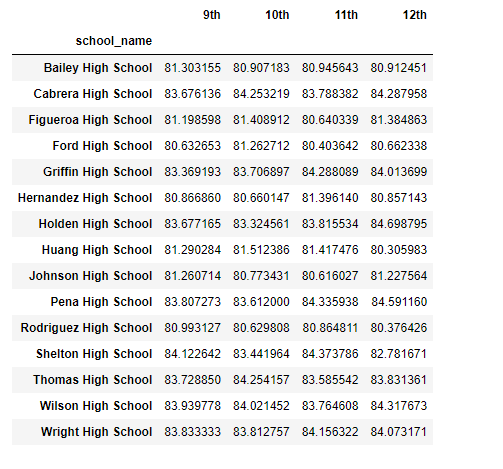 9th 10th 11th 12th
school_name
Bailey High School 81.303155 80.907183 80.945643 80.912451
Cabrera High School 83.676136 84.253219 83.788382 84.287958
Figueroa High School 81.198598 81.408912 80.640339 81.384863
Ford High School 80.632653 81.262712 80.403642 80.662338
Griffin High School 83.369193 83.706897 84.288089 84.013699
Hernandez High School 80.866860 80.660147 81.396140 80.857143
Holden High School 83.677165 83.324561 83.815534 84.698795
Huang High School 81.290284 81.512386 81.417476 80.305983
Johnson High School 81.260714 80.773431 80.616027 81.227564
Pena High School 83.807273 83.612000 84.335938 84.591160
Rodriguez High School 80.993127 80.629808 80.864811 80.376426
Shelton High School 84.122642 83.441964 84.373786 82.781671
Thomas High School 83.728850 84.254157 83.585542 83.831361
Wilson High School 83.939778 84.021452 83.764608 84.317673
Wright High School 83.833333 83.812757 84.156322 84.073171